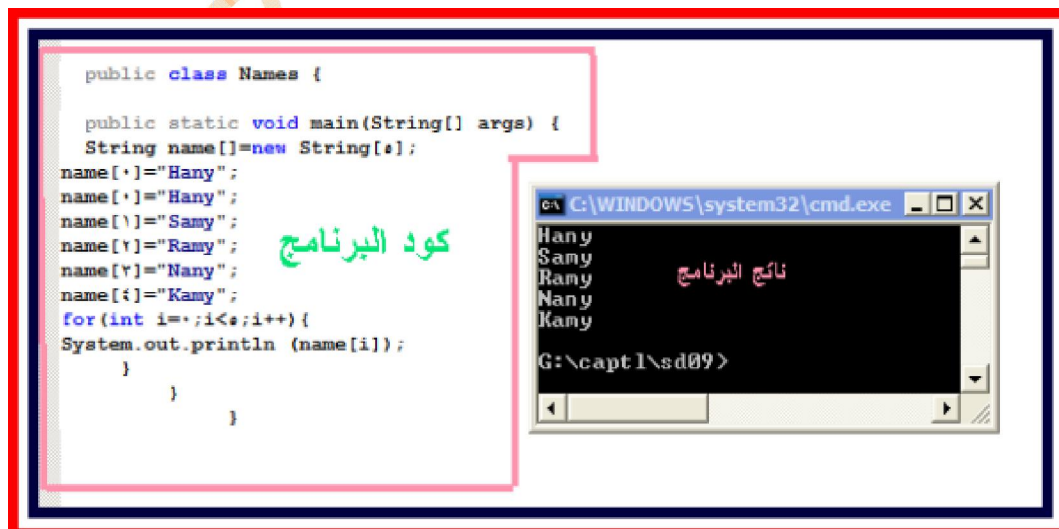 public class Names {
public static void main(String[] args) {
String name[]=new String[٥];
name[٠]="Hany";
name[٠]="Hany";
name[١]="Samy";
name[٢]="Ramy";
name[٣]="Nany";
name[٤]="Kamy";
for(int i=٠;i<٥;i++){
System.out.println (name[i]);
}
}
}
كود البرنامج
C:\WINDOWS\system32\cmd.exe
Hany
Samy
Ramy
Nany
Kamy
G:\capt1\sd09>
ناتج البرنامج